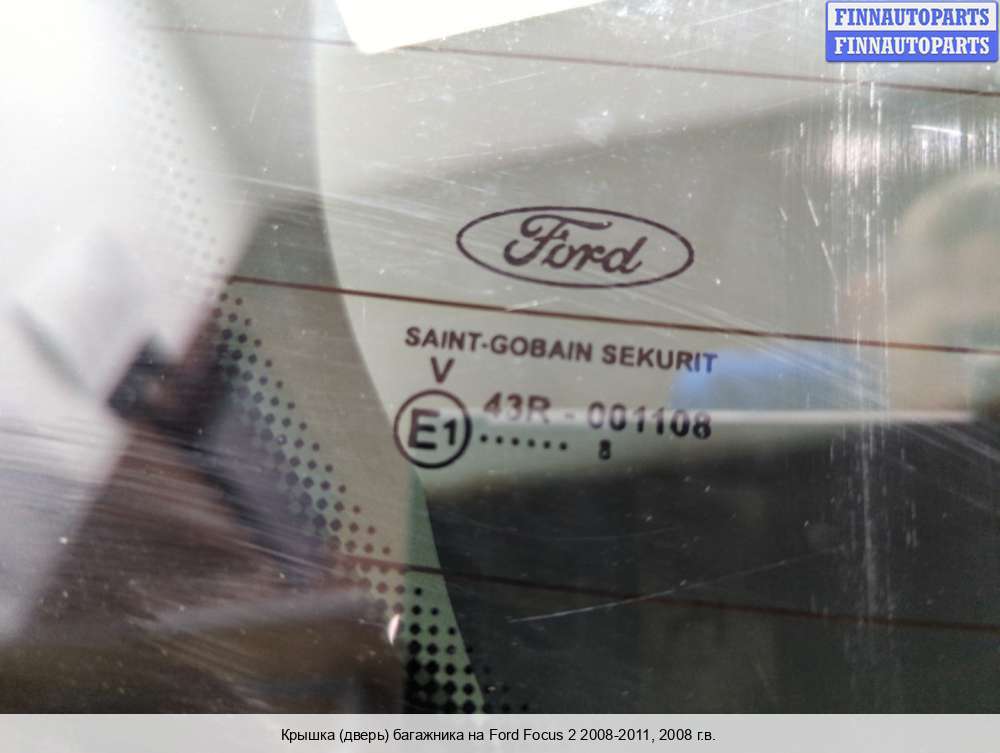 FINNAUTOPARTS
FINNAUTOPARTS
Ford
SAINT-GOBAIN SEKURIT
V
E1 43R - 001108
...... 8
Крышка (дверь) багажника на Ford Focus 2 2008-2011, 2008 г.в.